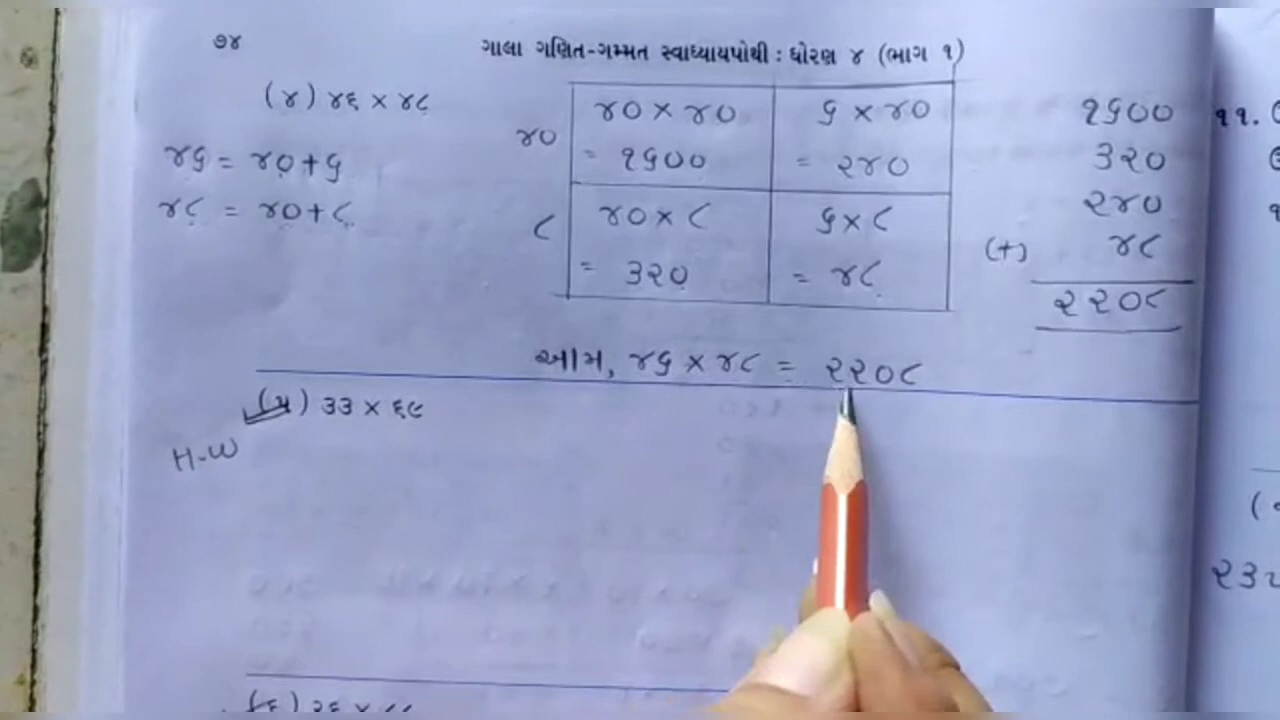 ૭૪
ગાલા ગણિત-ગમ્મત સ્વાધ્યાયપોથી : ધોરણ ૪ (ભાગ ૧)
(૪) ૪૬ × ૪૮
૪૬ = ૪૦+૬
૪૮ = ૪૦+૮
૪૦ ૪૦ × ૪૦ ૬ × ૪૦
= ૧૬૦૦ = ૨૪૦
૮ ૪૦ × ૮ ૬ × ૮
= ૩૨૦ = ૪૮
૧૬૦૦
૩૨૦
૨૪૦
(+) ૪૮
૨૨૦૮
આમ, ૪૬ × ૪૮ = ૨૨૦૮
(૫) ૩૩ × ૬૯
H-W
૧૧.